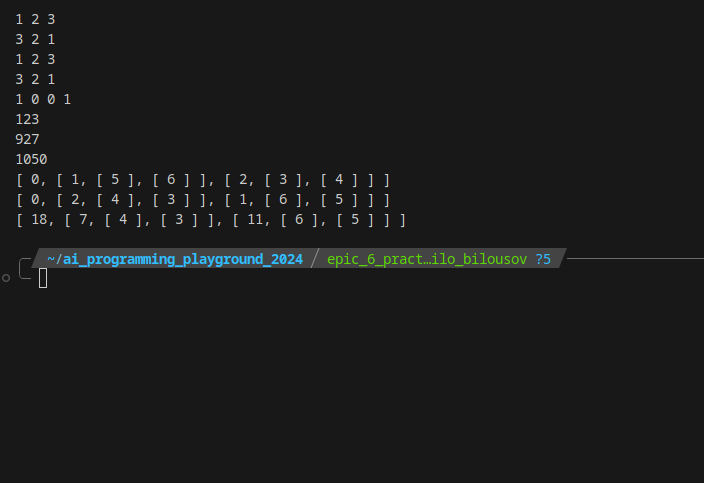 1 2 3
3 2 1
1 2 3
3 2 1
1 0 0 1
123
927
1050
[ 0, [ 1, [ 5 ], [ 6 ] ], [ 2, [ 3 ], [ 4 ] ] ]
[ 0, [ 2, [ 4 ], [ 3 ] ], [ 1, [ 6 ], [ 5 ] ] ]
[ 18, [ 7, [ 4 ], [ 3 ] ], [ 11, [ 6 ], [ 5 ] ] ]
~/ai_programming_playground_2024 / epic_6_pract…ilo_bilousov ?5